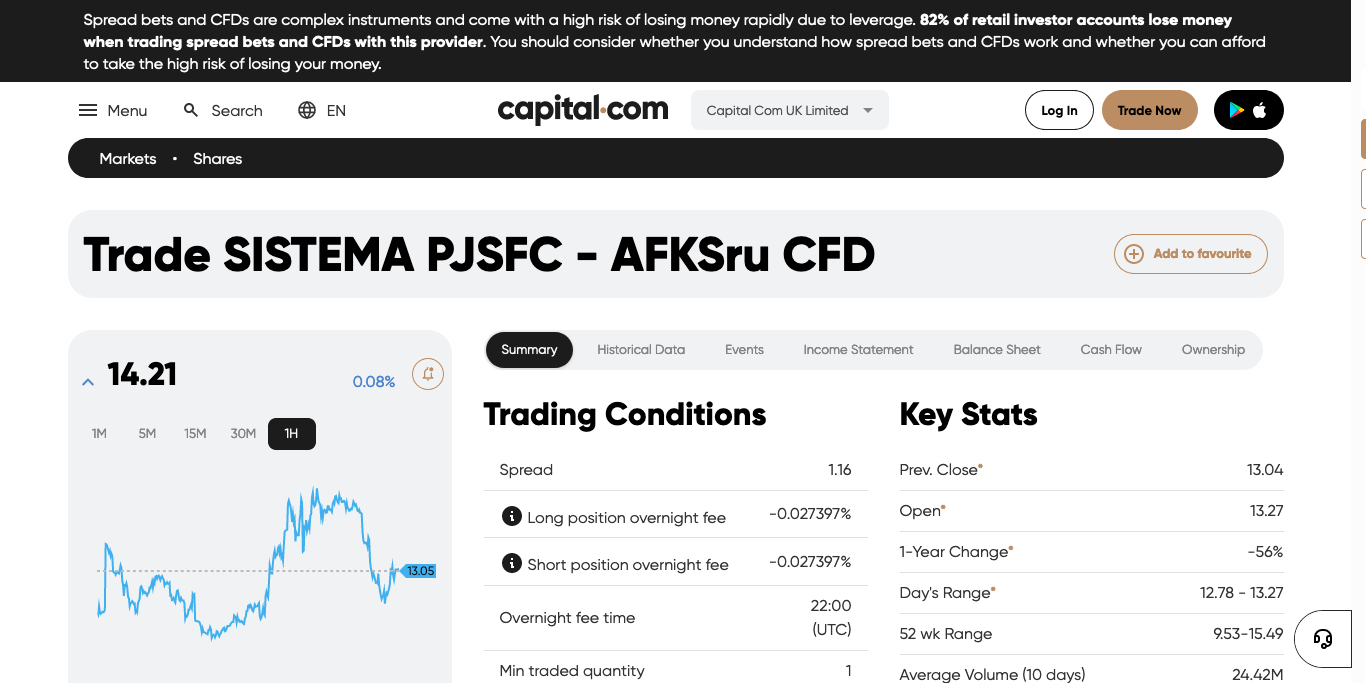 Spread bets and CFDs are complex instruments and come with a high risk of losing money rapidly due to leverage. 82% of retail investor accounts lose money
when trading spread bets and CFDs with this provider. You should consider whether you understand how spread bets and CFDs work and whether you can afford
to take the high risk of losing your money.
Menu
Search
EN
capital.com
Capital Com UK Limited
Log In
Trade Now
Markets • Shares
Trade SISTEMA PJSFC - AFKSru CFD
Add to favourite
14.21
0.08%
1M 5M 15M 30M 1H
13.05
Summary Historical Data Events Income Statement Balance Sheet Cash Flow Ownership
Trading Conditions
Spread 1.16
Long position overnight fee -0.027397%
Short position overnight fee -0.027397%
Overnight fee time 22:00
(UTC)
Min traded quantity 1
Key Stats
Prev. Close* 13.04
Open* 13.27
1-Year Change* -56%
Day's Range* 12.78 - 13.27
52 wk Range 9.53-15.49
Average Volume (10 days) 24.42M